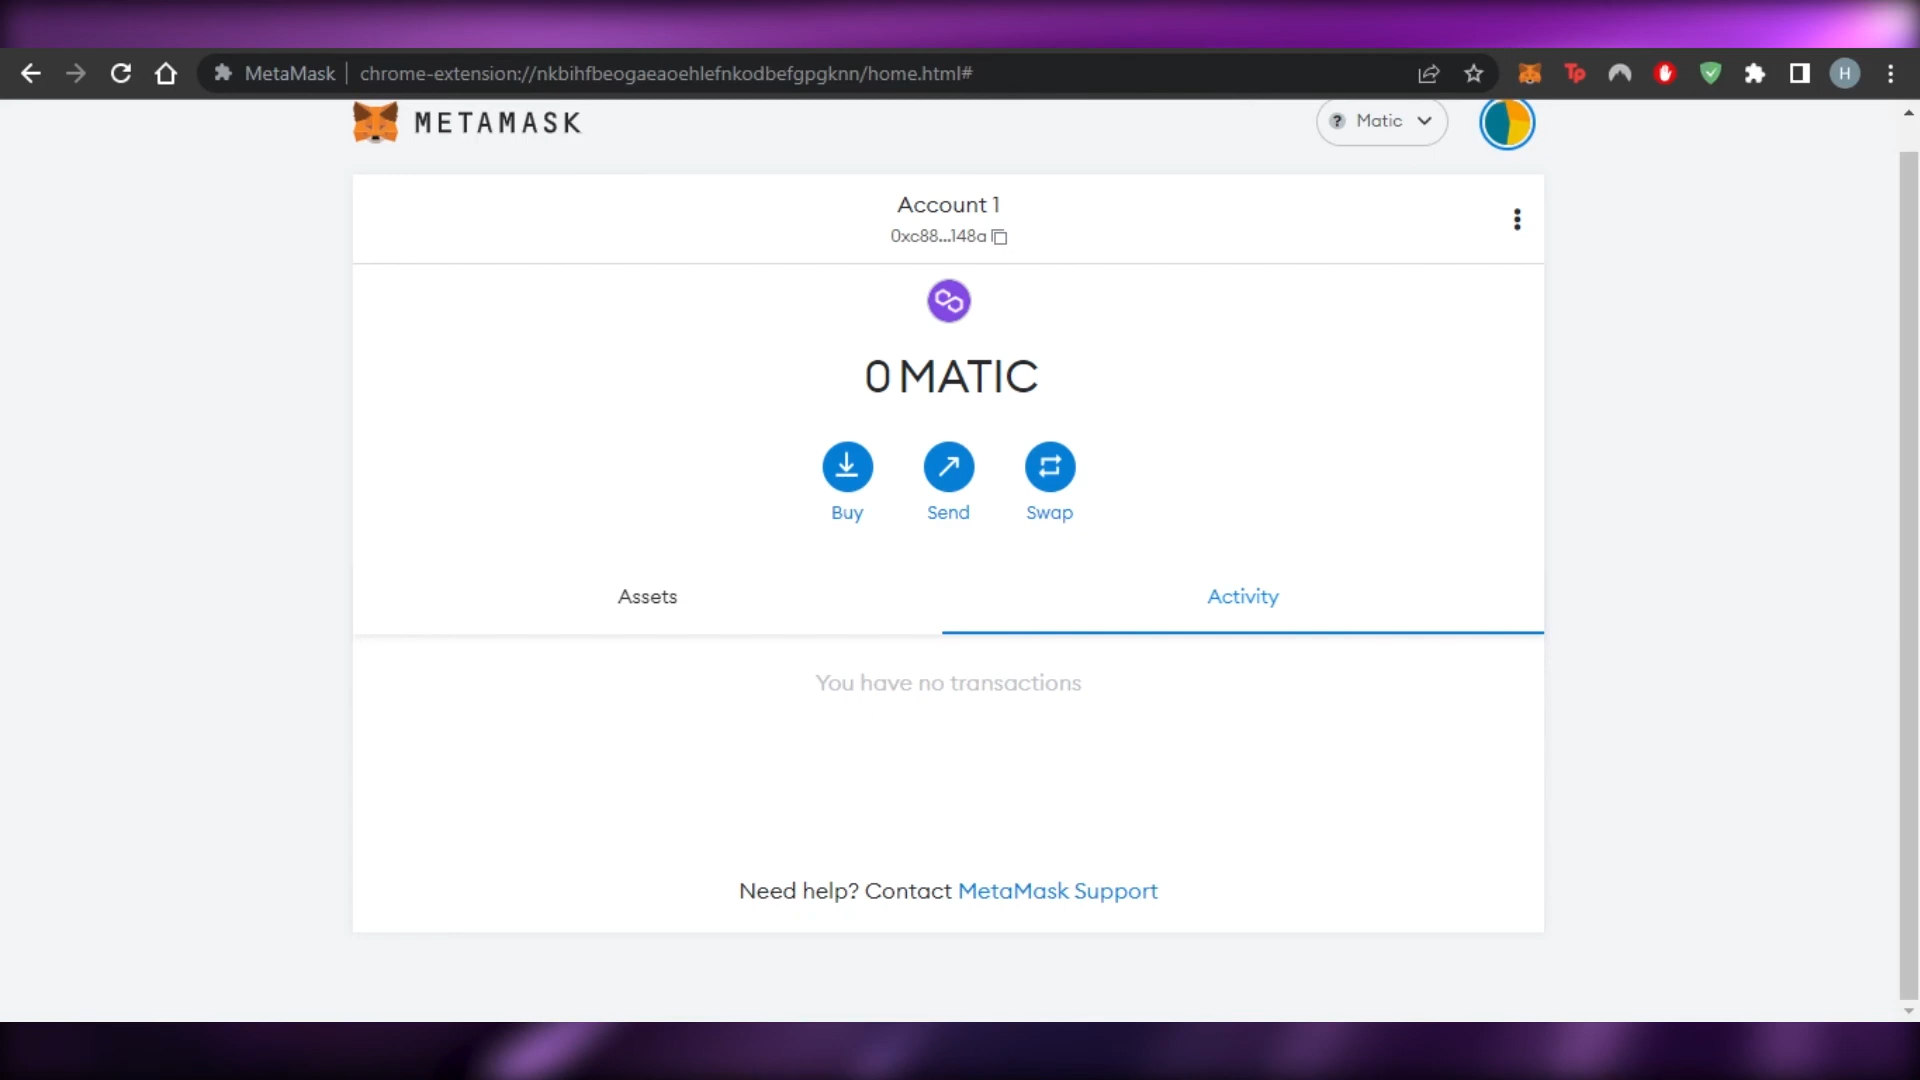 MetaMask | chrome-extension://nkbihfbeogaeaoehlefnkodbefgpgknn/home.html#
Tp
H
METAMASK
? Matic
Account 1
0xc88...148a
0 MATIC
Buy
Send
Swap
Assets
Activity
You have no transactions
Need help? Contact MetaMask Support